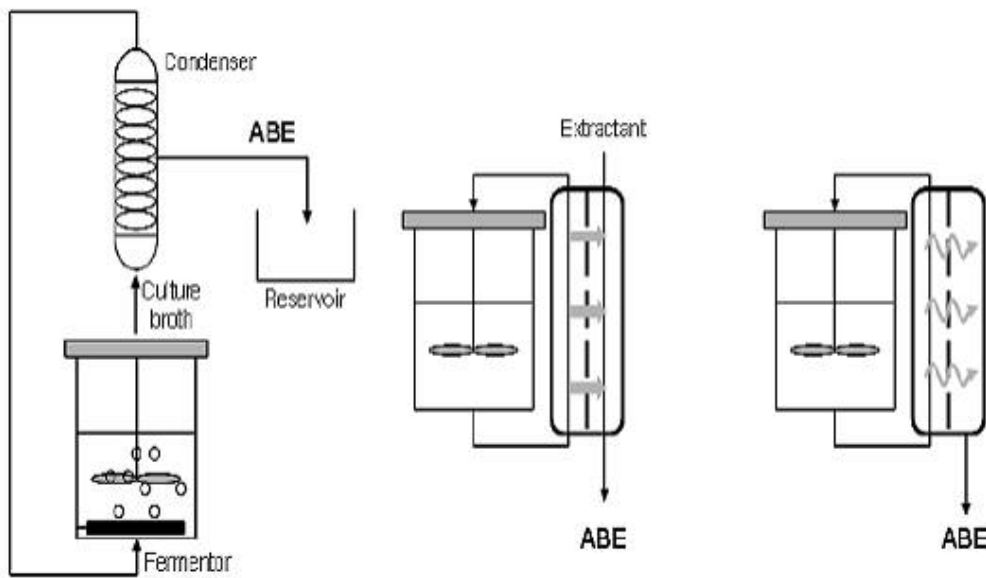 Condenser
ABE
Extractant
Culture
broth
Reservoir
Fermentor
ABE
ABE